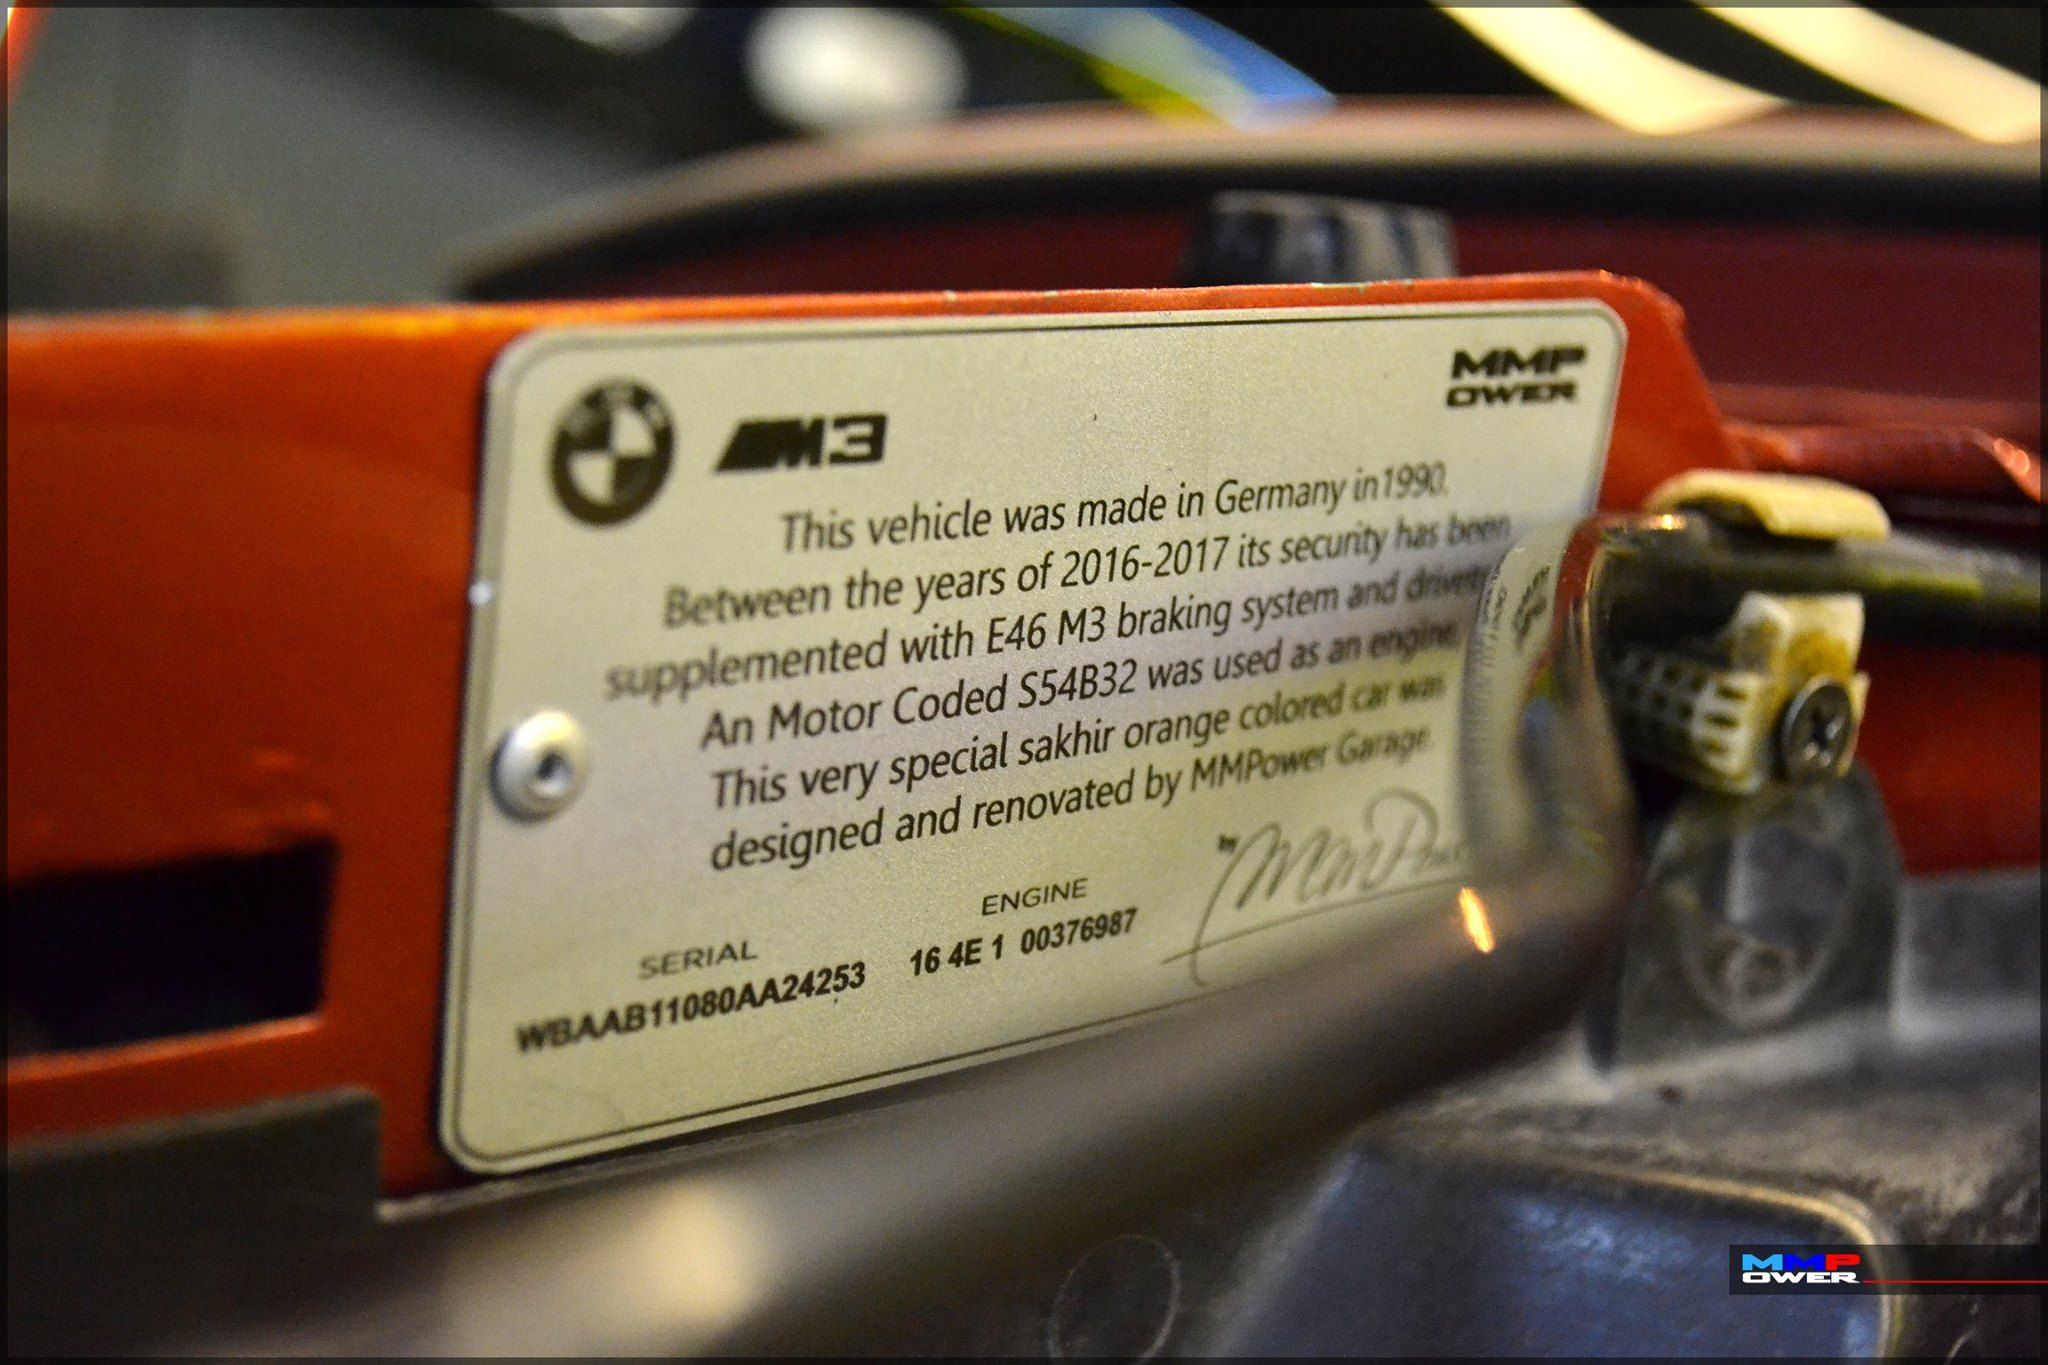 M3
MMP
OWER
This vehicle was made in Germany in1990.
Between the years of 2016-2017 its security has been
supplemented with E46 M3 braking system and
An Motor Coded S54B32 was used as an engine.
This very special sakhir orange colored car was
designed and renovated by MMPower Garage.
by
ENGINE
16 4E 1 00376987
SERIAL
WBAAB11080AA24253
MMP
OWER